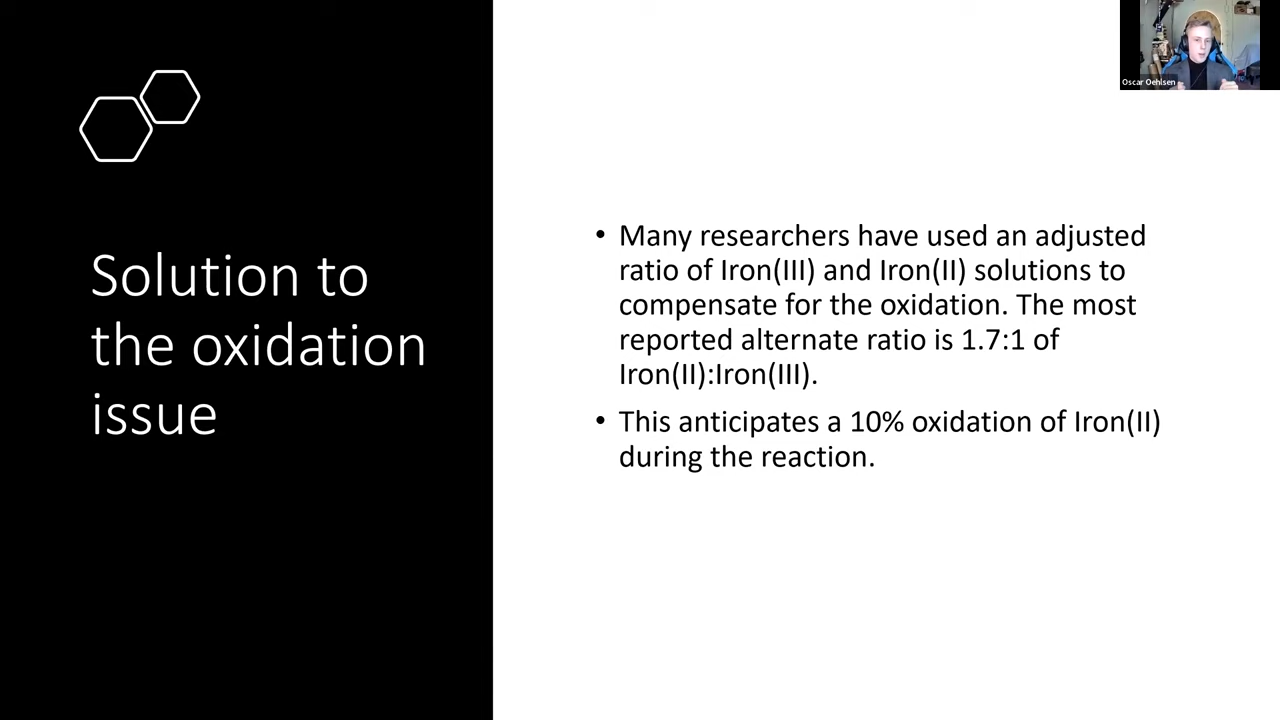 Solution to
the oxidation
issue
• Many researchers have used an adjusted
ratio of Iron(III) and Iron(II) solutions to
compensate for the oxidation. The most
reported alternate ratio is 1.7:1 of
Iron(II):Iron(III).
• This anticipates a 10% oxidation of Iron(II)
during the reaction.
Oscar Oehlsen